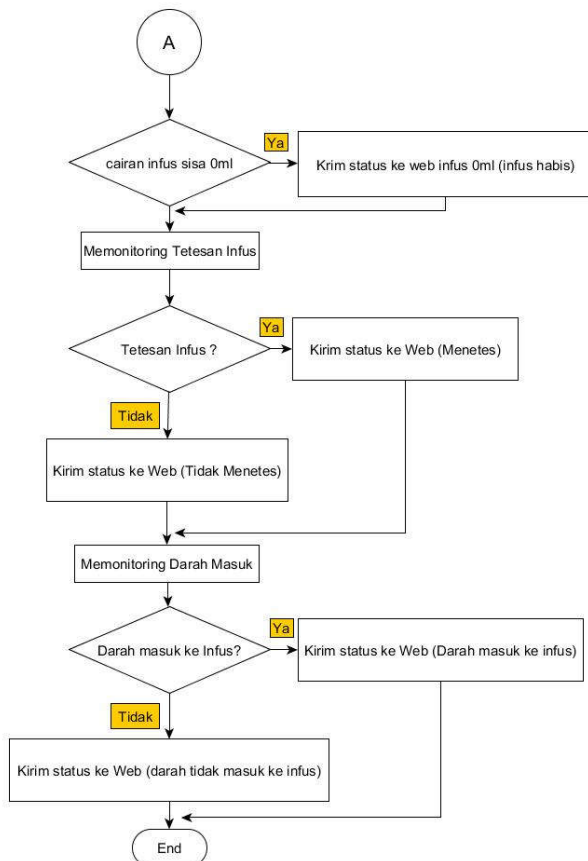 A
Ya
cairan infus sisa 0ml
Krim status ke web infus 0ml (infus habis)
Memonitoring Tetesan Infus
Ya
Tetesan Infus ?
Kirim status ke Web (Menetes)
Tidak
Kirim status ke Web (Tidak Menetes)
Memonitoring Darah Masuk
Ya
Darah masuk ke Infus?
Kirim status ke Web (Darah masuk ke infus)
Tidak
Kirim status ke Web (darah tidak masuk ke infus)
End